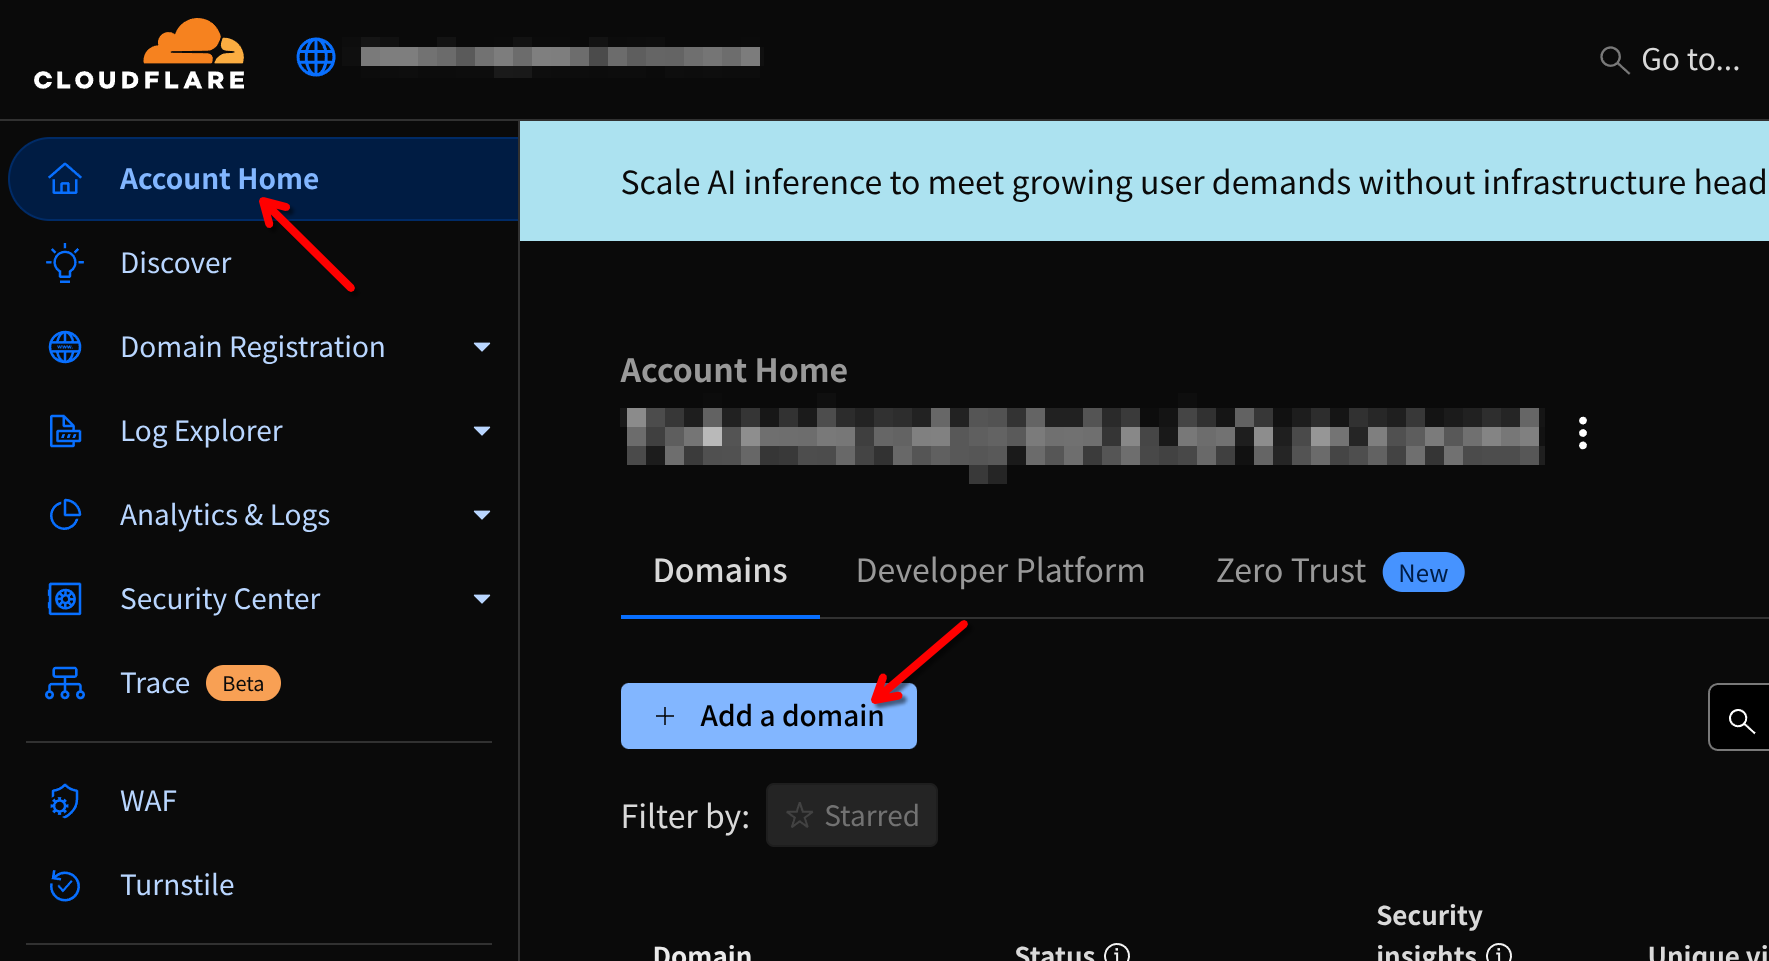 CLOUDFLARE
Go to...
Account Home
Discover
Domain Registration
Log Explorer
Analytics & Logs
Security Center
Trace Beta
WAF
Turnstile
Scale AI inference to meet growing user demands without infrastructure head
Account Home
Domains Developer Platform Zero Trust New
+ Add a domain
Filter by: Starred
Domain Status Security insights Unique vi